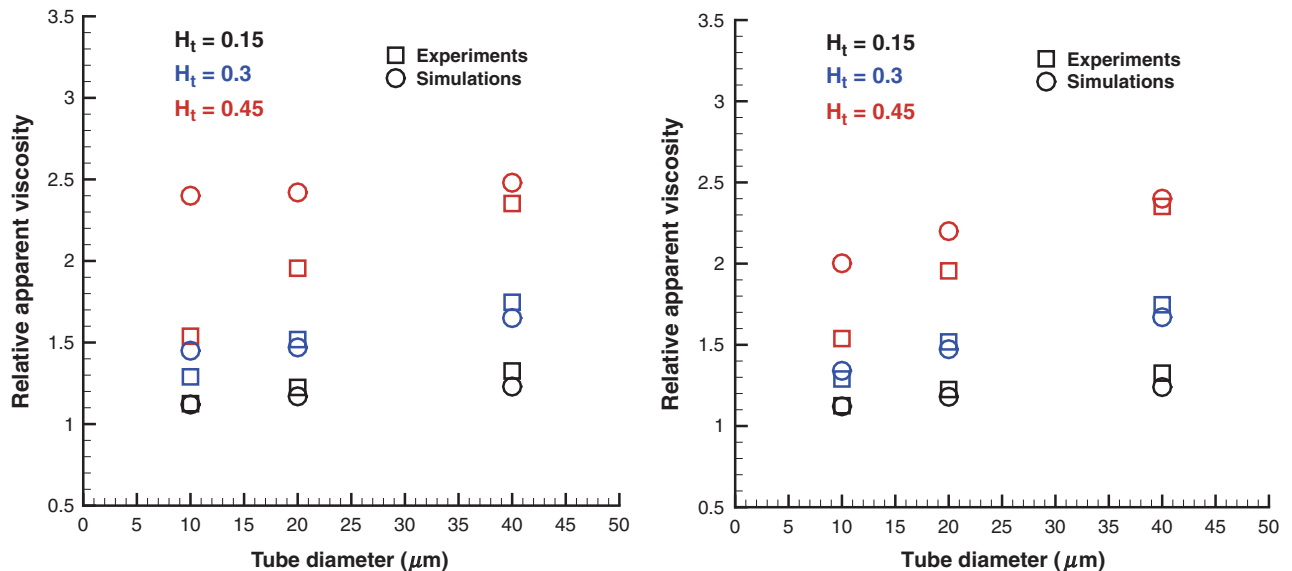 3.5
3
2.5
2
1.5
1
0.5
Relative apparent viscosity
Hₜ = 0.15
Hₜ = 0.3
Hₜ = 0.45
Experiments
Simulations
0 5 10 15 20 25 30 35 40 45 50
Tube diameter (μm)
3.5
3
2.5
2
1.5
1
0.5
Relative apparent viscosity
Hₜ = 0.15
Hₜ = 0.3
Hₜ = 0.45
Experiments
Simulations
0 5 10 15 20 25 30 35 40 45 50
Tube diameter (μm)